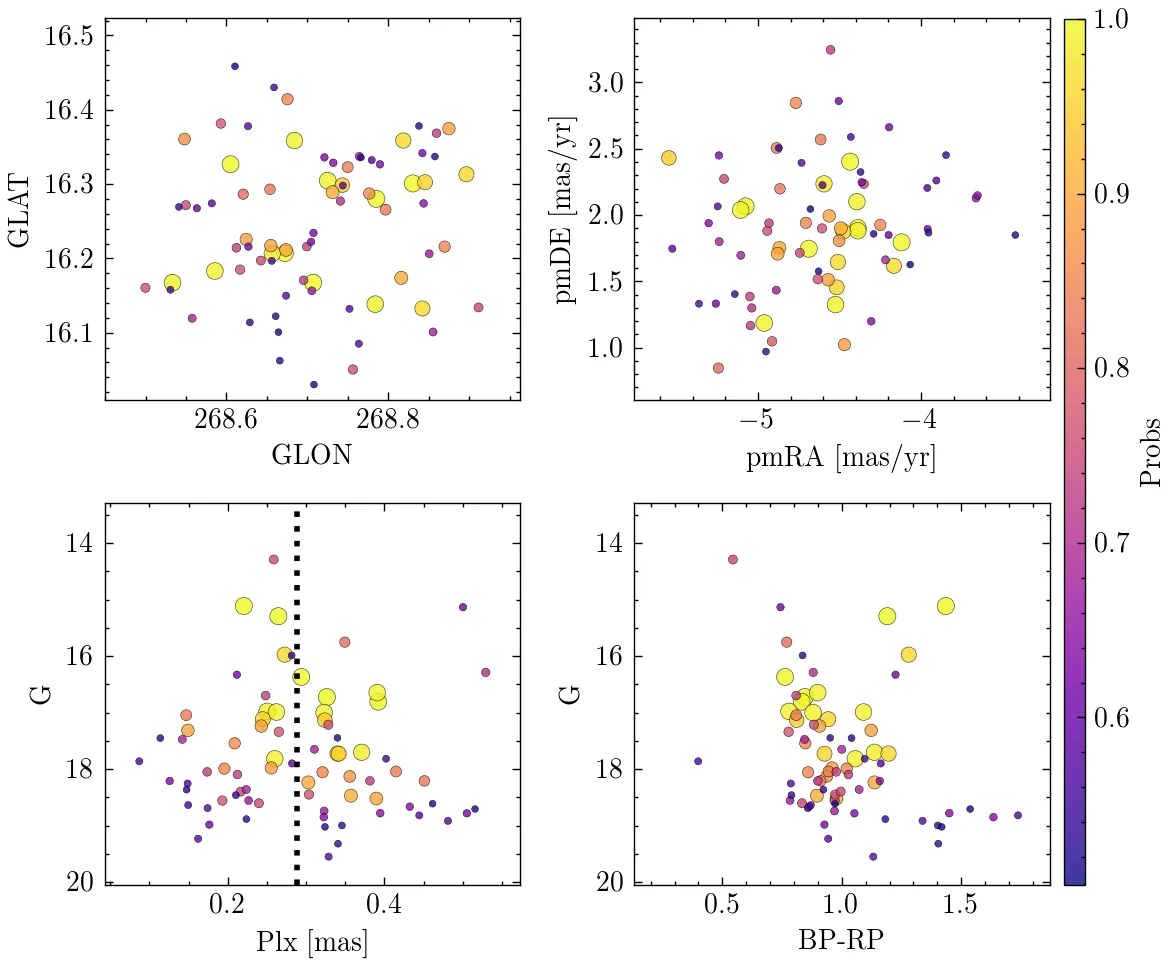 16.5
16.4
16.3
16.2
16.1
GLAT
268.6 268.8
GLON
3.0
2.5
2.0
1.5
1.0
pmDE [mas/yr]
−5 −4
pmRA [mas/yr]
14
16
18
20
G
0.2 0.4
Plx [mas]
14
16
18
20
G
0.5 1.0 1.5
BP-RP
1.0
0.9
0.8
0.7
0.6
Probs